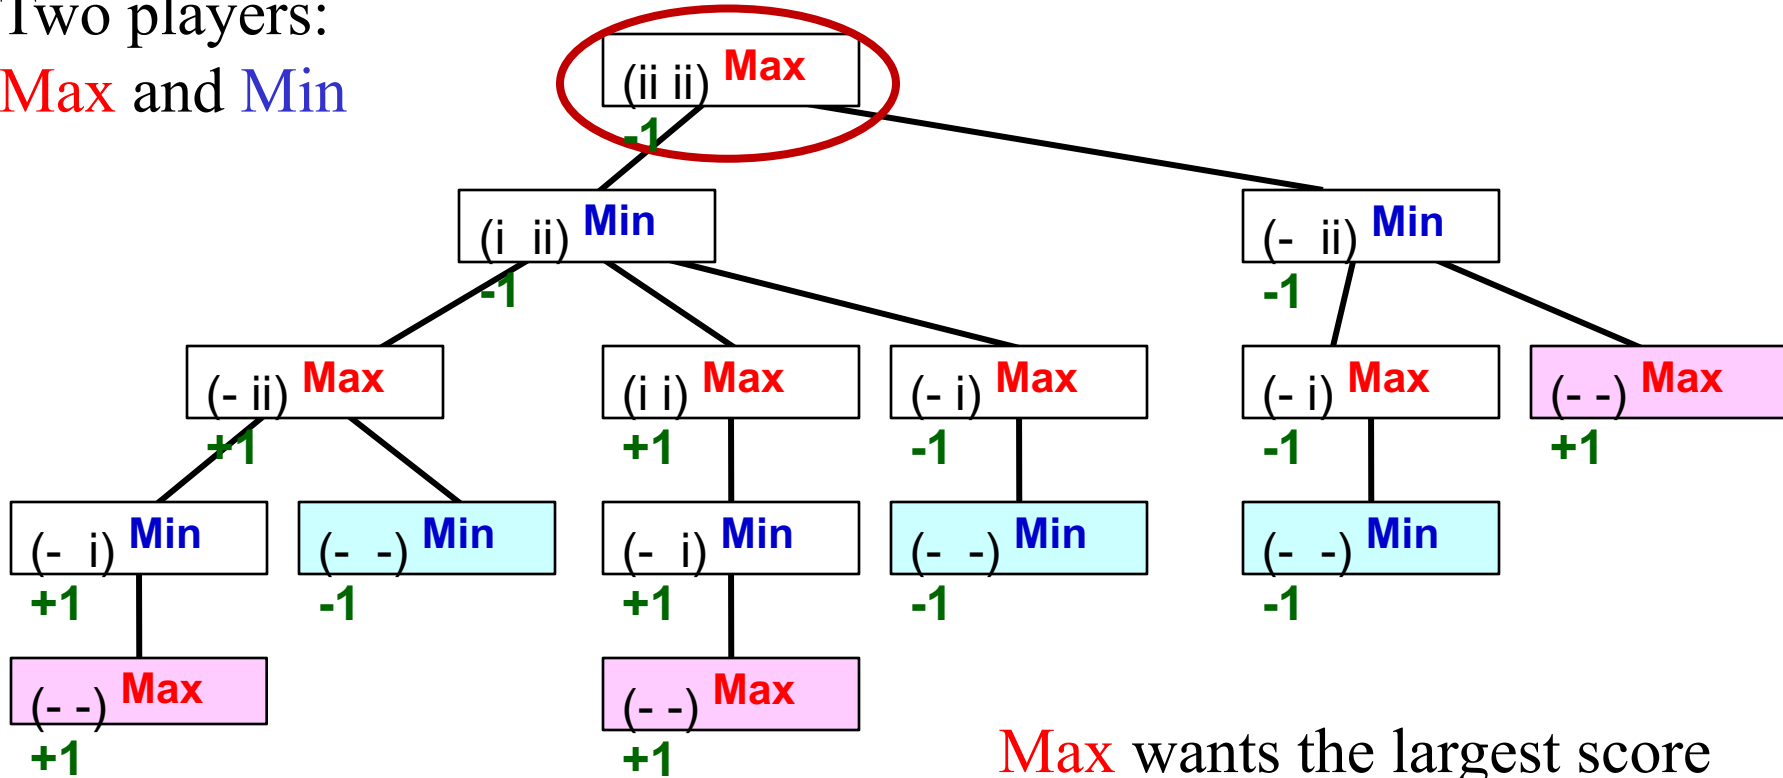 Two players:
Max and Min
(ii ii) Max
-1
(i ii) Min
-1
(- ii) Min
-1
(- ii) Max
+1
(i i) Max
+1
(- i) Max
-1
(- i) Max
-1
(- -) Max
+1
(- i) Min
+1
(- -) Min
-1
(- i) Min
+1
(- -) Min
-1
(- -) Min
-1
(- -) Max
+1
(- -) Max
+1
Max wants the largest score